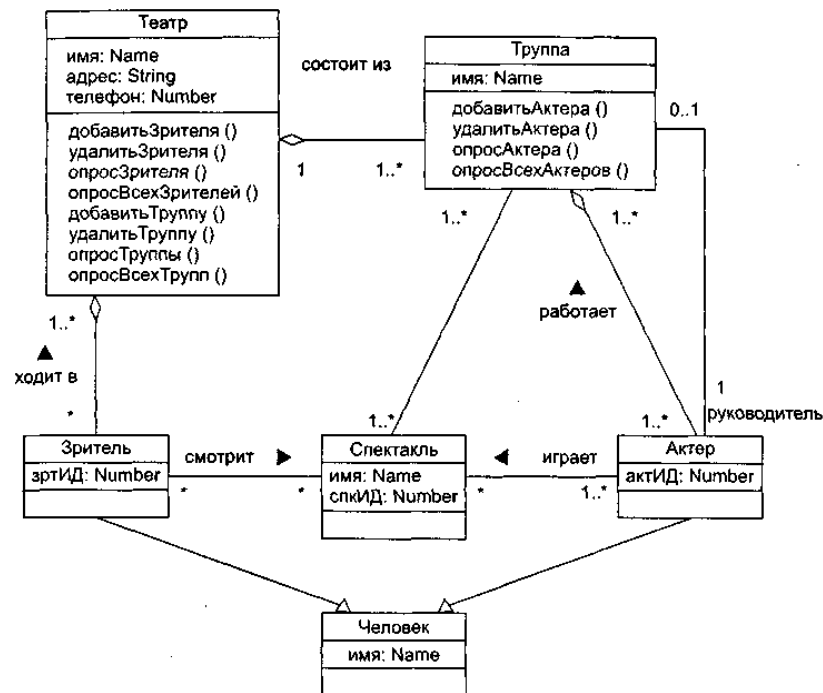 Театр
имя: Name
адрес: String
телефон: Number
добавитьЗрителя ()
удалитьЗрителя ()
опросЗрителя ()
опросВсехЗрителей ()
добавитьТруппу ()
удалитьТруппу ()
опросТруппы ()
опросВсехТрупп ()
состоит из
1
1..*
Труппа
имя: Name
добавитьАктера ()
удалитьАктера ()
опросАктера ()
опросВсехАктеров ()
0..1
1..*
1..*
работает
1..*
ходит в
*
1..*
1..*
1
руководитель
Зритель
зртИД: Number
смотрит
*
*
Спектакль
имя: Name
спкИД: Number
играет
*
1..*
Актер
актИД: Number
Человек
имя: Name